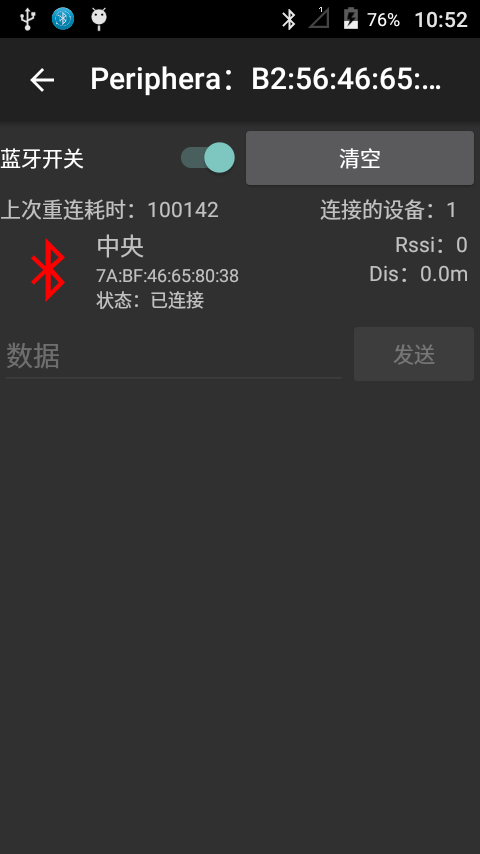 1 76% 10:52
Periphera：B2:56:46:65:...
蓝牙开关 清空
上次重连耗时：100142 连接的设备：1
中央 Rssi：0
7A:BF:46:65:80:38 Dis：0.0m
状态：已连接
数据 发送